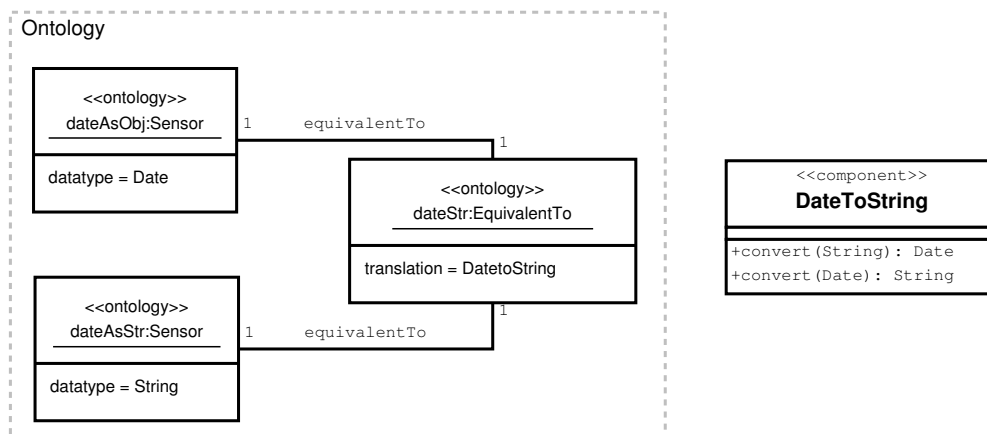 Ontology
<<ontology>>
dateAsObj:Sensor
datatype = Date
1
equivalentTo
1
<<ontology>>
dateStr:EquivalentTo
translation = DatetoString
<<ontology>>
dateAsStr:Sensor
datatype = String
1
equivalentTo
1
<<component>>
DateToString
+convert(String): Date
+convert(Date): String